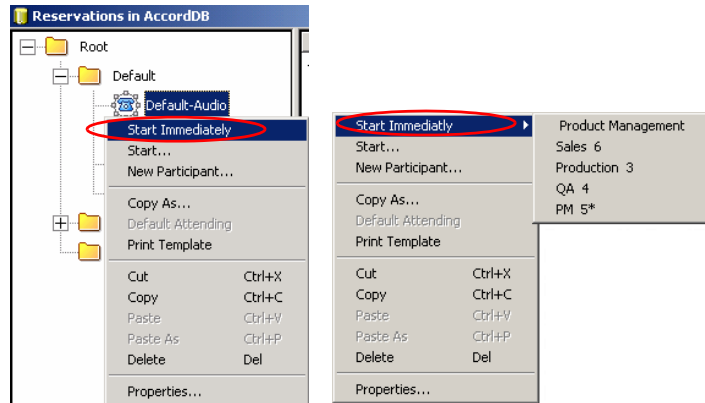 Reservations in AccordDB
Root
Default
Default-Audio
Start Immediately
Start...
New Participant...
Copy As...
Default Attending
Print Template
Cut Ctrl+X
Copy Ctrl+C
Paste Ctrl+V
Paste As Ctrl+P
Delete Del
Properties...
Start Immediatly
Start...
New Participant...
Copy As...
Default Attending
Print Template
Cut Ctrl+X
Copy Ctrl+C
Paste Ctrl+V
Paste As Ctrl+P
Delete Del
Properties...
Product Management
Sales 6
Production 3
QA 4
PM 5*